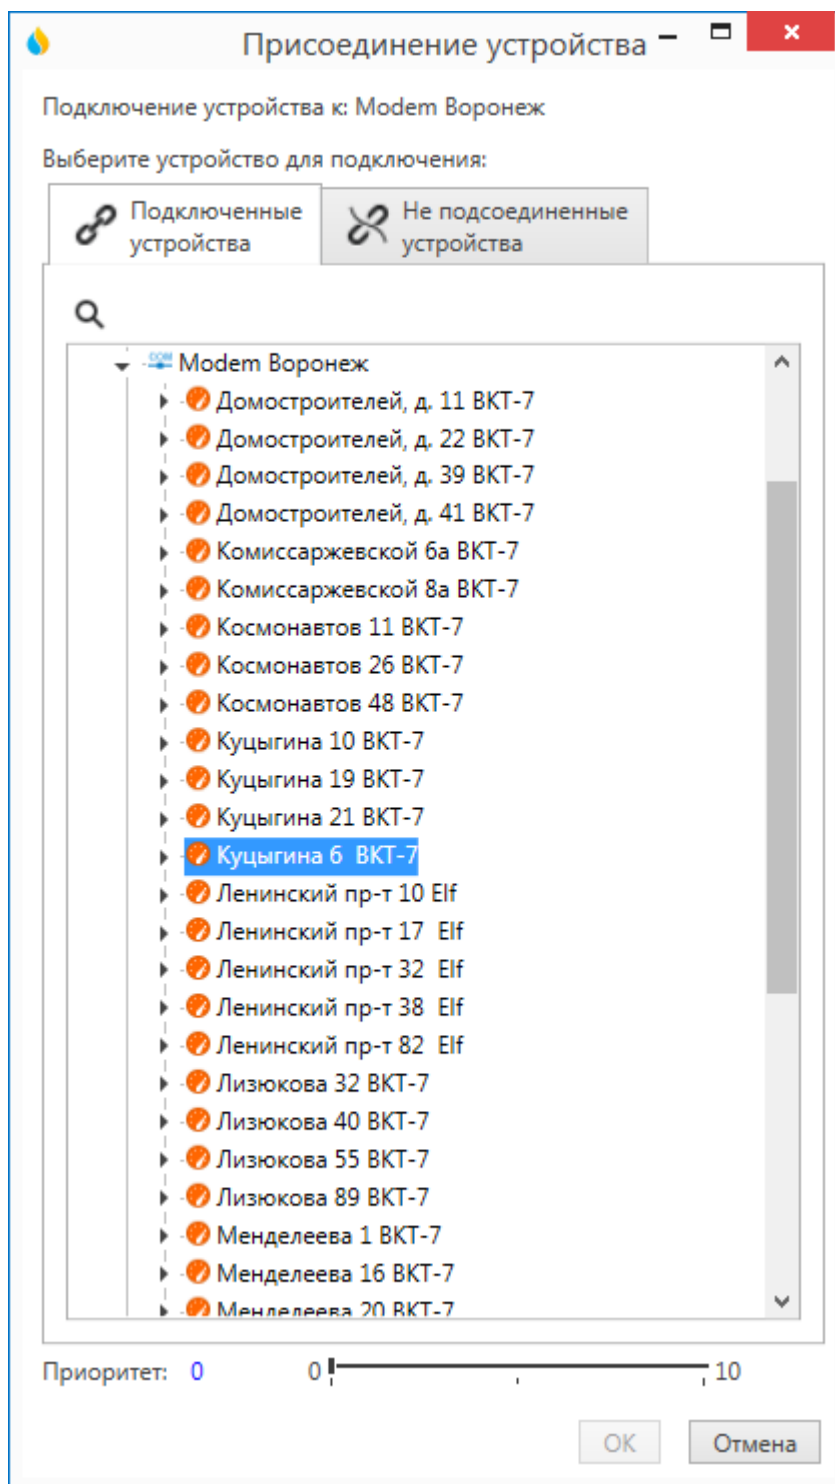 Присоединение устройства
Подключение устройства к: Modem Воронеж
Выберите устройство для подключения:
Подключенные
устройства
Не подсоединенные
устройства
COM
Modem Воронеж
Домостроителей, д. 11 ВКТ-7
Домостроителей, д. 22 ВКТ-7
Домостроителей, д. 39 ВКТ-7
Домостроителей, д. 41 ВКТ-7
Комиссаржевской 6а ВКТ-7
Комиссаржевской 8а ВКТ-7
Космонавтов 11 ВКТ-7
Космонавтов 26 ВКТ-7
Космонавтов 48 ВКТ-7
Куцыгина 10 ВКТ-7
Куцыгина 19 ВКТ-7
Куцыгина 21 ВКТ-7
Куцыгина 6  ВКТ-7
Ленинский пр-т 10 Elf
Ленинский пр-т 17  Elf
Ленинский пр-т 32  Elf
Ленинский пр-т 38  Elf
Ленинский пр-т 82  Elf
Лизюкова 32 ВКТ-7
Лизюкова 40 ВКТ-7
Лизюкова 55 ВКТ-7
Лизюкова 89 ВКТ-7
Менделеева 1 ВКТ-7
Менделеева 16 ВКТ-7
Менделеева 20 ВКТ-7
Приоритет: 0 0 10
OK Отмена